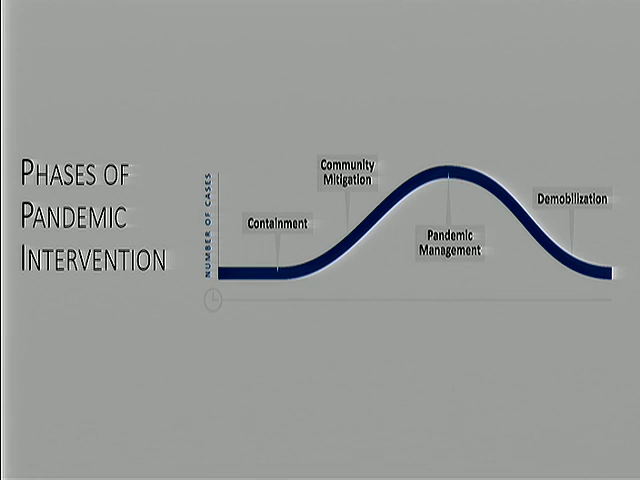 PHASES OF
PANDEMIC
INTERVENTION
NUMBER OF CASES
Containment
Community
Mitigation
Pandemic
Management
Demobilization